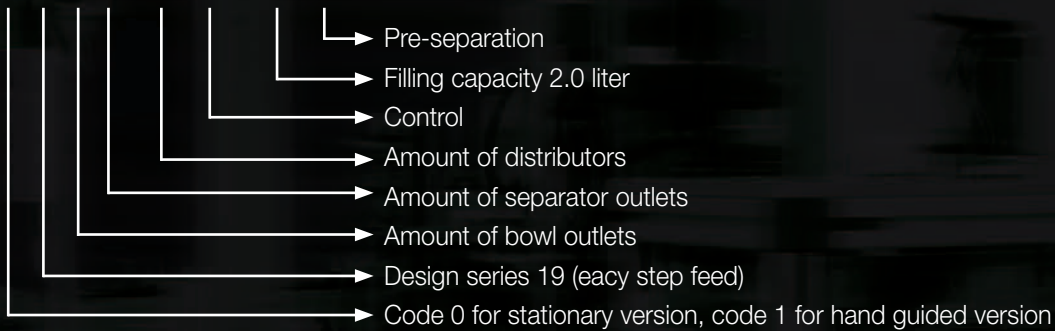 Pre-separation
Filling capacity 2.0 liter
Control
Amount of distributors
Amount of separator outlets
Amount of bowl outlets
Design series 19 (eacy step feed)
Code 0 for stationary version, code 1 for hand guided version